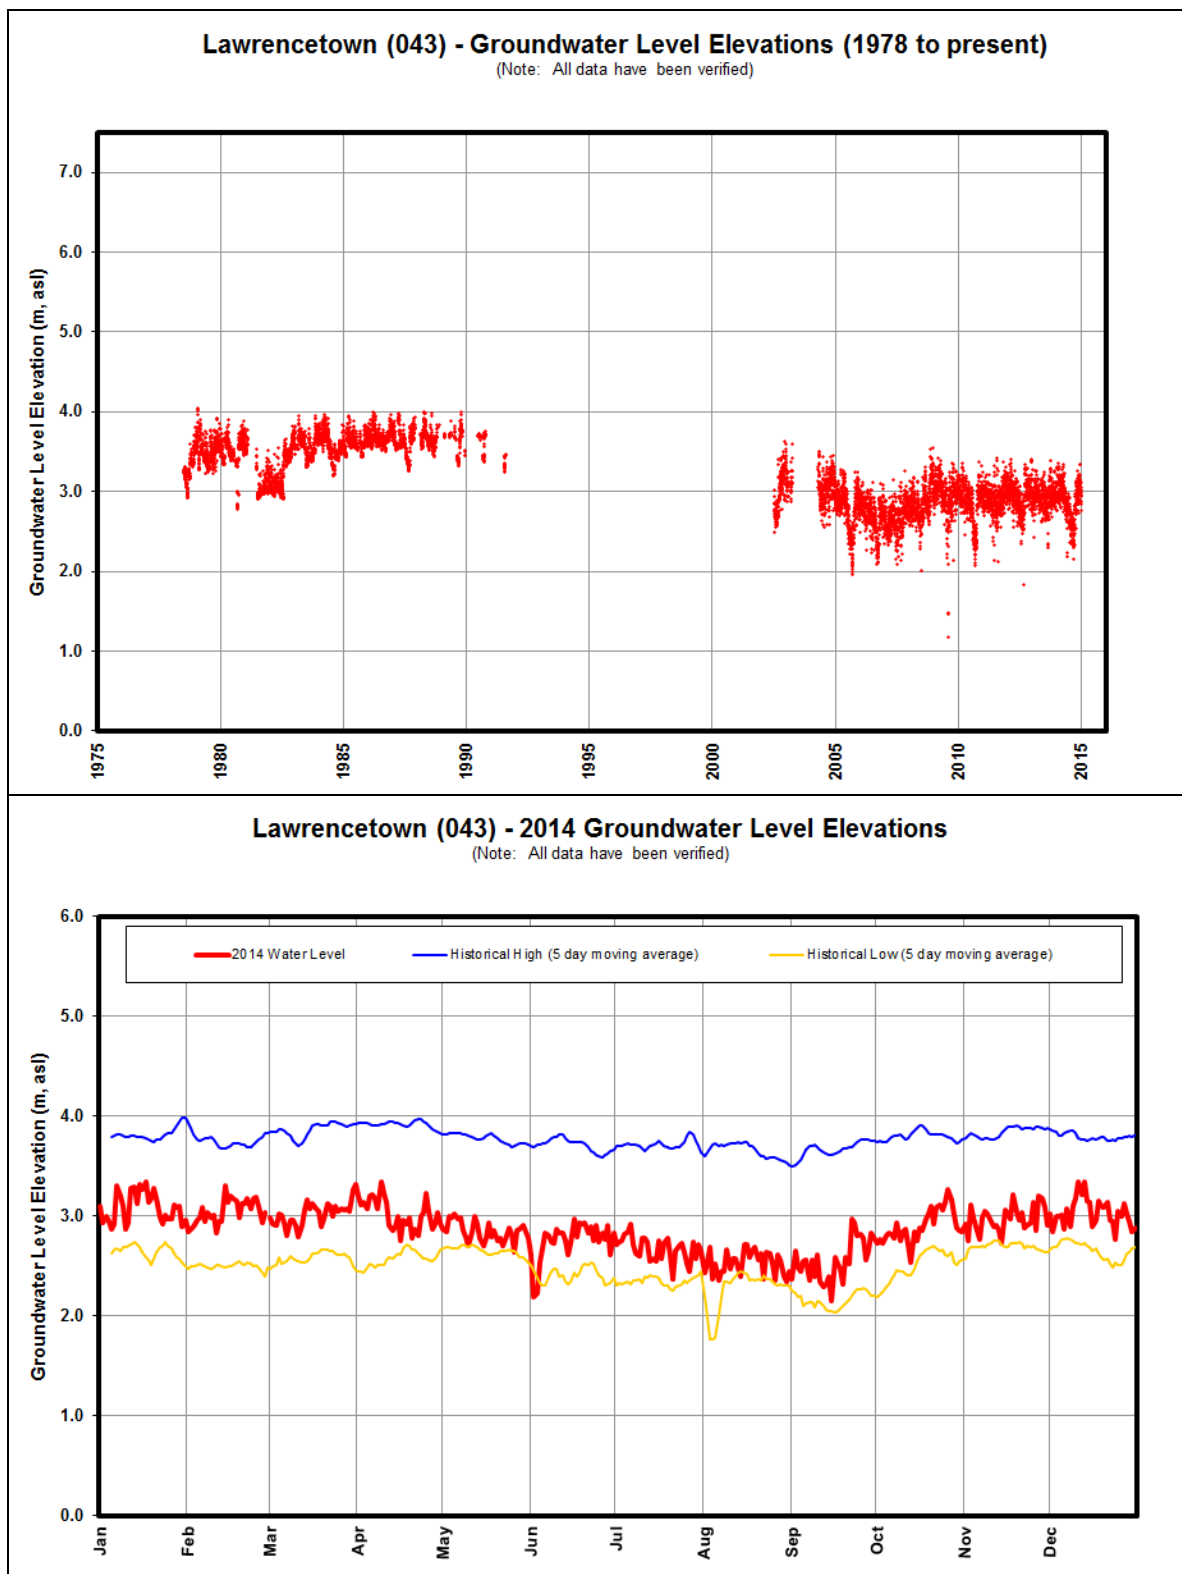 Lawrencetown (043) - Groundwater Level Elevations (1978 to present)
(Note: All data have been verified)
Groundwater Level Elevation (m, asl)
7.0
6.0
5.0
4.0
3.0
2.0
1.0
0.0
1975
1980
1985
1990
1995
2000
2005
2010
2015
Lawrencetown (043) - 2014 Groundwater Level Elevations
(Note: All data have been verified)
Groundwater Level Elevation (m, asl)
6.0
5.0
4.0
3.0
2.0
1.0
0.0
2014 Water Level
Historical High (5 day moving average)
Historical Low (5 day moving average)
Jan
Feb
Mar
Apr
May
Jun
Jul
Aug
Sep
Oct
Nov
Dec